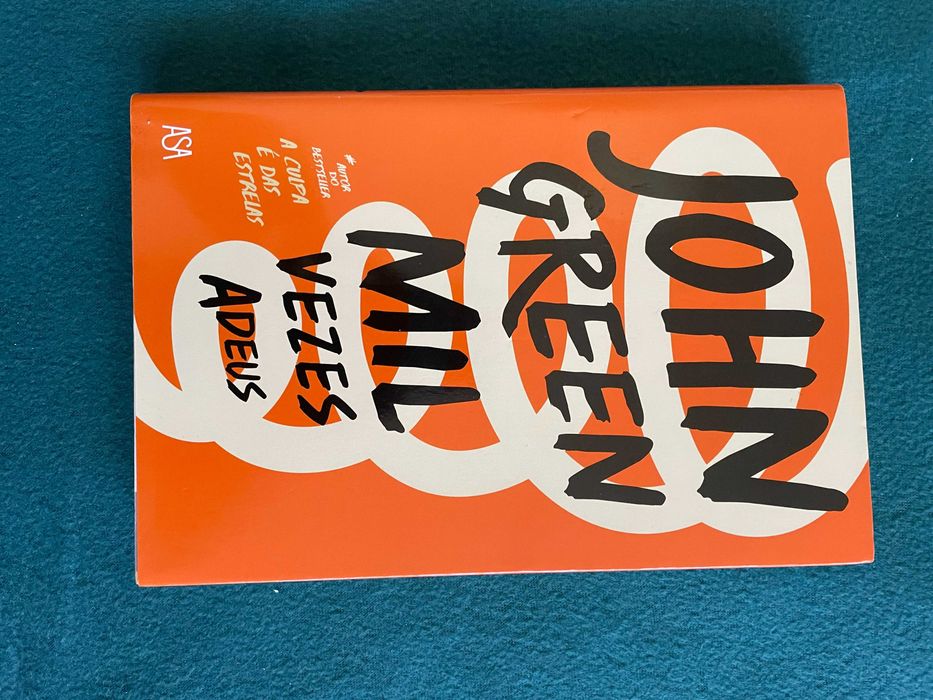 JOHN
GREEN
MIL
VEZES
ADEUS
# AUTOR
DO
BESTSELLER
A CULPA
É DAS
ESTRELAS
ASA